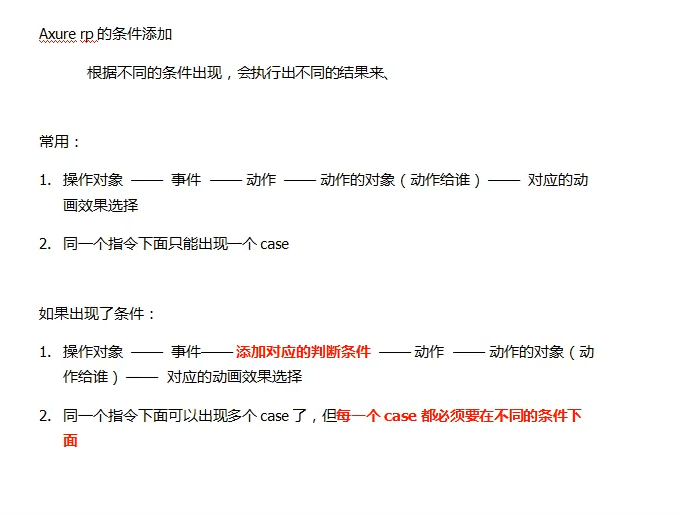 Axure rp 的条件添加
根据不同的条件出现，会执行出不同的结果来、
常用：
1. 操作对象 —— 事件 —— 动作 —— 动作的对象（动作给谁）—— 对应的动
画效果选择
2. 同一个指令下面只能出现一个 case
如果出现了条件：
1. 操作对象 —— 事件——添加对应的判断条件 —— 动作 —— 动作的对象（动
作给谁）—— 对应的动画效果选择
2. 同一个指令下面可以出现多个 case 了，但每一个 case 都必须要在不同的条件下
面